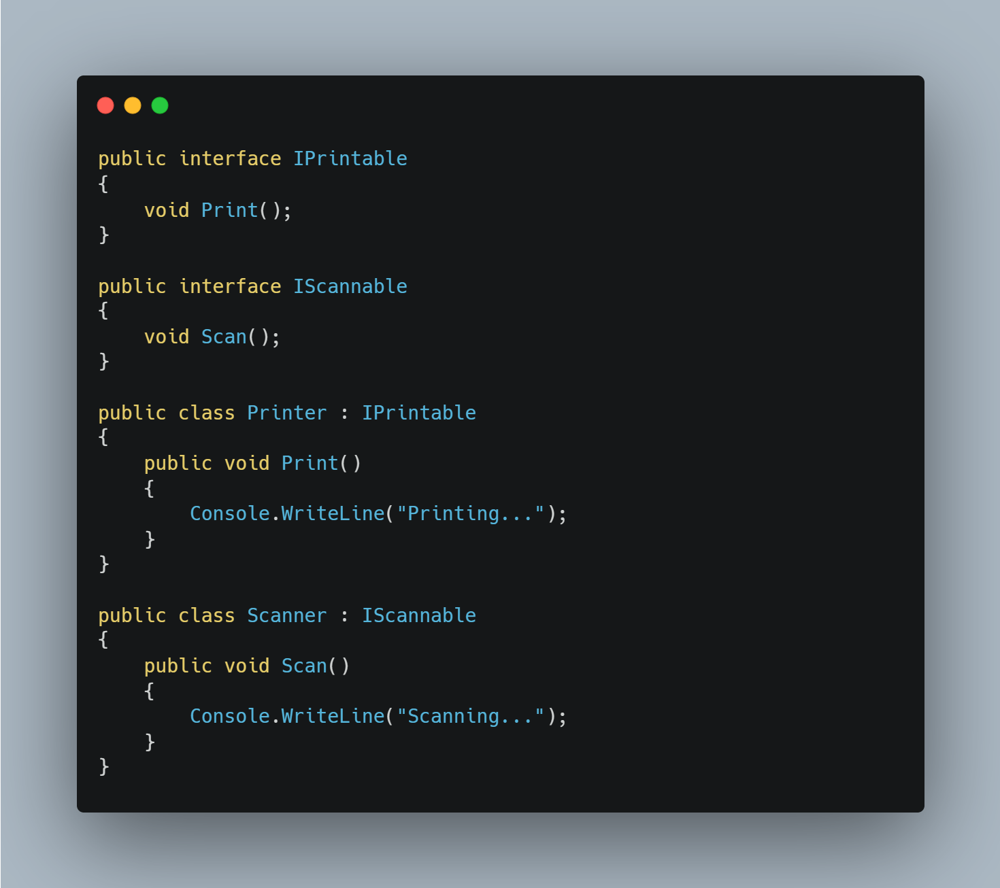 public interface IPrintable
{
    void Print();
}

public interface IScannable
{
    void Scan();
}

public class Printer : IPrintable
{
    public void Print()
    {
        Console.WriteLine("Printing...");
    }
}

public class Scanner : IScannable
{
    public void Scan()
    {
        Console.WriteLine("Scanning...");
    }
}